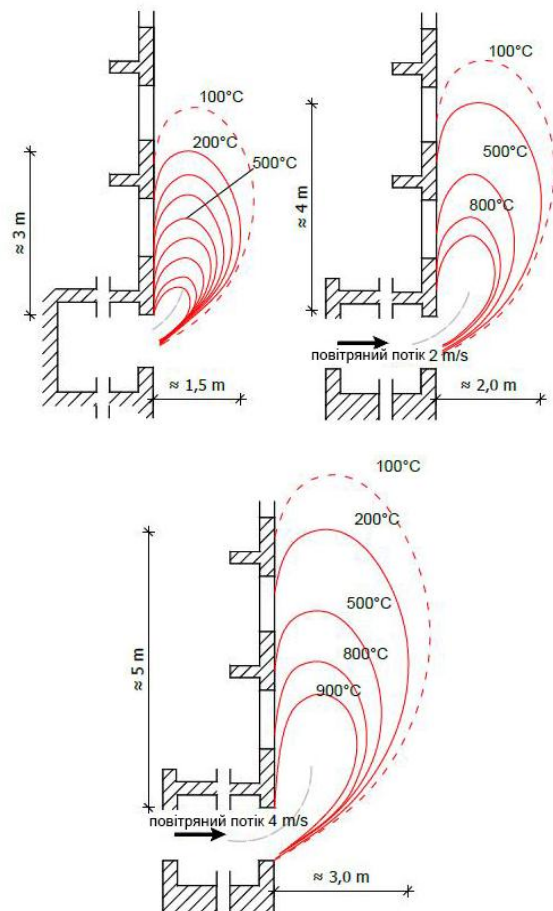 100°C
200°C
500°C
≈ 3 m
≈ 1,5 m
100°C
500°C
800°C
≈ 4 m
повітряний потік 2 m/s
≈ 2,0 m
100°C
200°C
500°C
800°C
900°C
≈ 5 m
повітряний потік 4 m/s
≈ 3,0 m